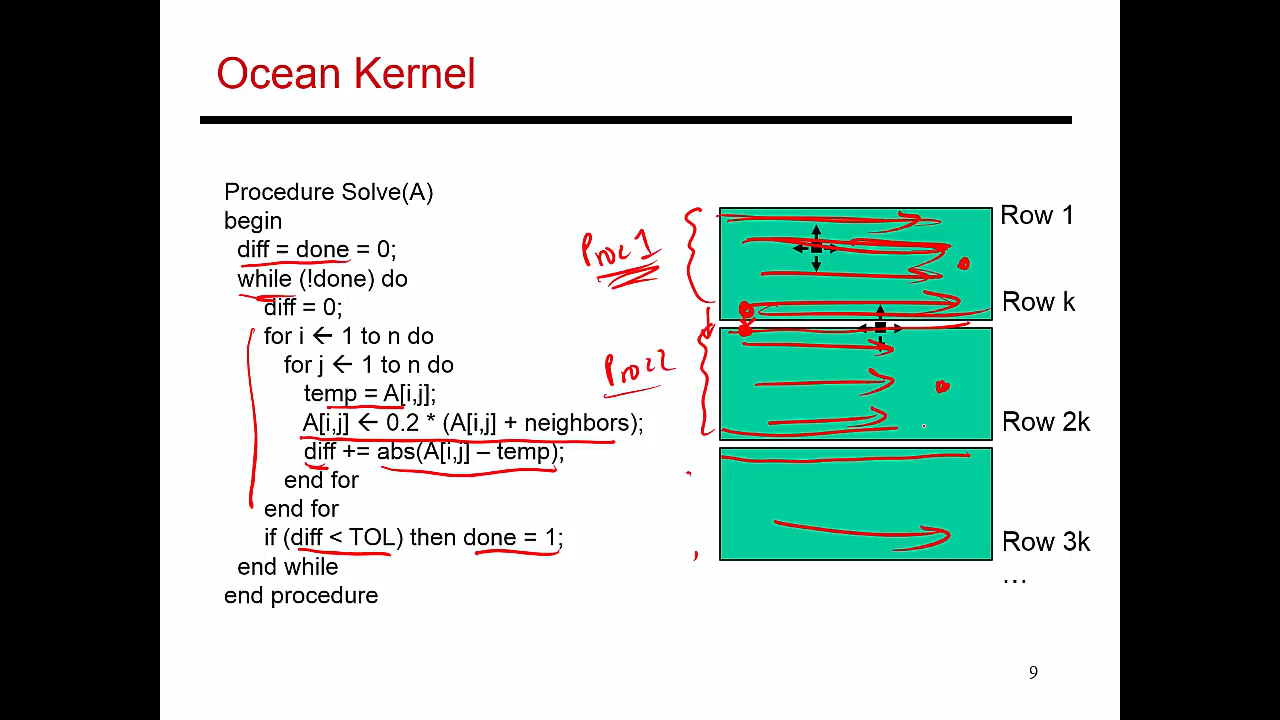 Ocean Kernel
Procedure Solve(A)
begin
diff = done = 0;
while (!done) do
diff = 0;
for i ← 1 to n do
for j ← 1 to n do
temp = A[i,j];
A[i,j] ← 0.2 * (A[i,j] + neighbors);
diff += abs(A[i,j] – temp);
end for
end for
if (diff < TOL) then done = 1;
end while
end procedure
Proc 1
Proc 2
Row 1
Row k
Row 2k
Row 3k
…
9